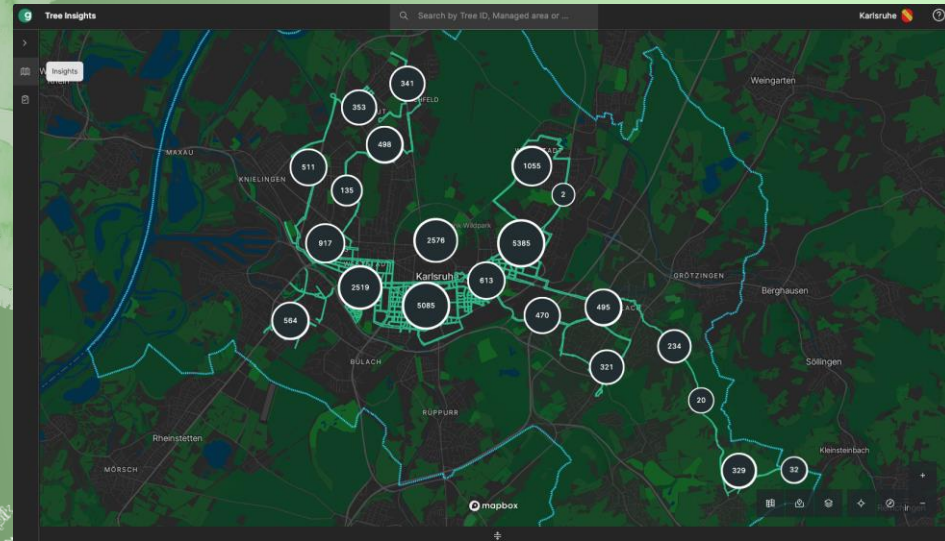 g Tree Insights
Search by Tree ID, Managed area or ...
Karlsruhe
Insights
341
353
Weingarten
498
MAXAU
511
1055
KNIELINGEN
135
2
Wildpark
917
2576
5385
GRÖTZINGEN
Karlsruh
613
Berghausen
2519
5085
495
470
564
234
BULACH
321
Söllingen
20
RÜPPURR
Rheinstetten
Kleinsteinbach
MÖRSCH
329
32
mapbox